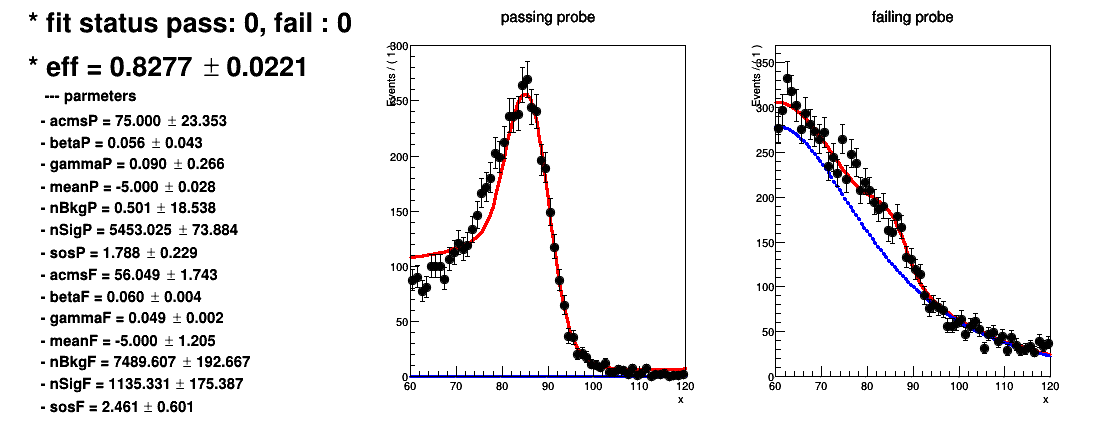 * fit status pass: 0, fail : 0
* eff = 0.8277 ± 0.0221
--- parmeters
- acmsP = 75.000 ± 23.353
- betaP = 0.056 ± 0.043
- gammaP = 0.090 ± 0.266
- meanP = -5.000 ± 0.028
- nBkgP = 0.501 ± 18.538
- nSigP = 5453.025 ± 73.884
- sosP = 1.788 ± 0.229
- acmsF = 56.049 ± 1.743
- betaF = 0.060 ± 0.004
- gammaF = 0.049 ± 0.002
- meanF = -5.000 ± 1.205
- nBkgF = 7489.607 ± 192.667
- nSigF = 1135.331 ± 175.387
- sosF = 2.461 ± 0.601
passing probe
Events / ( 1 )
300
250
200
150
100
50
0
60 70 80 90 100 110 120
x
failing probe
Events / ( 1 )
350
300
250
200
150
100
50
0
60 70 80 90 100 110 120
x